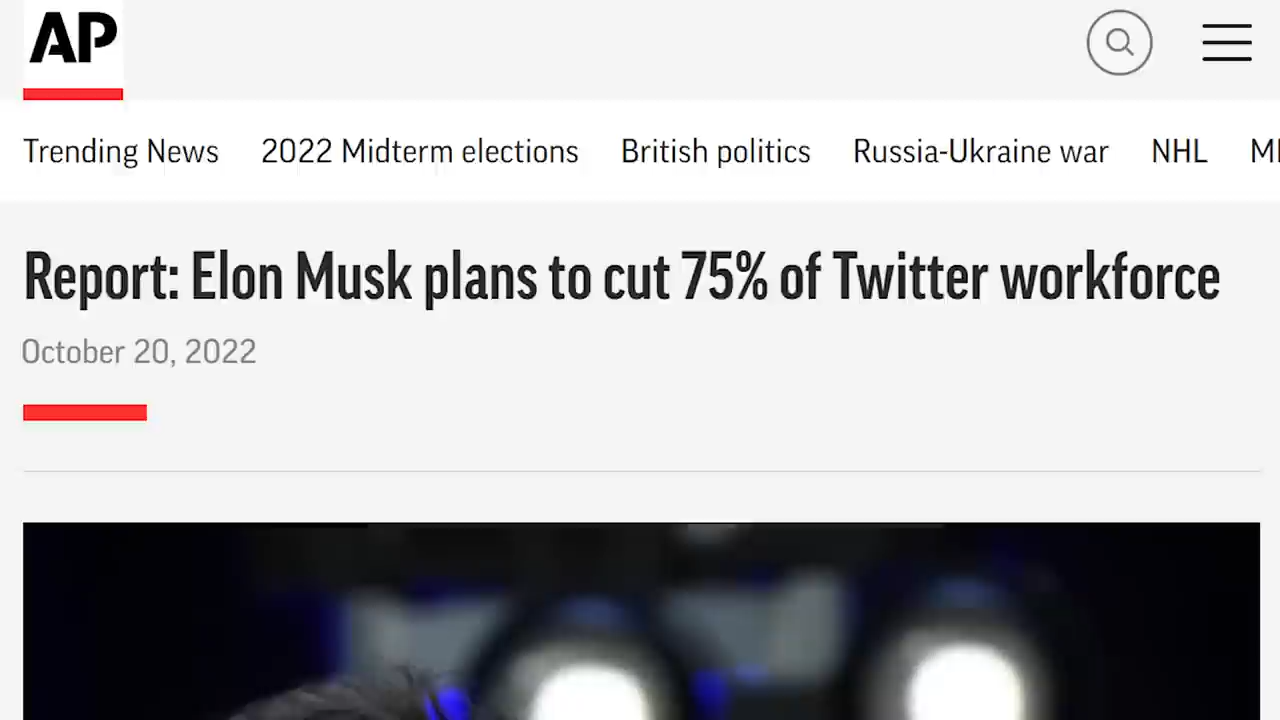 AP
Trending News 2022 Midterm elections British politics Russia-Ukraine war NHL
Report: Elon Musk plans to cut 75% of Twitter workforce
October 20, 2022